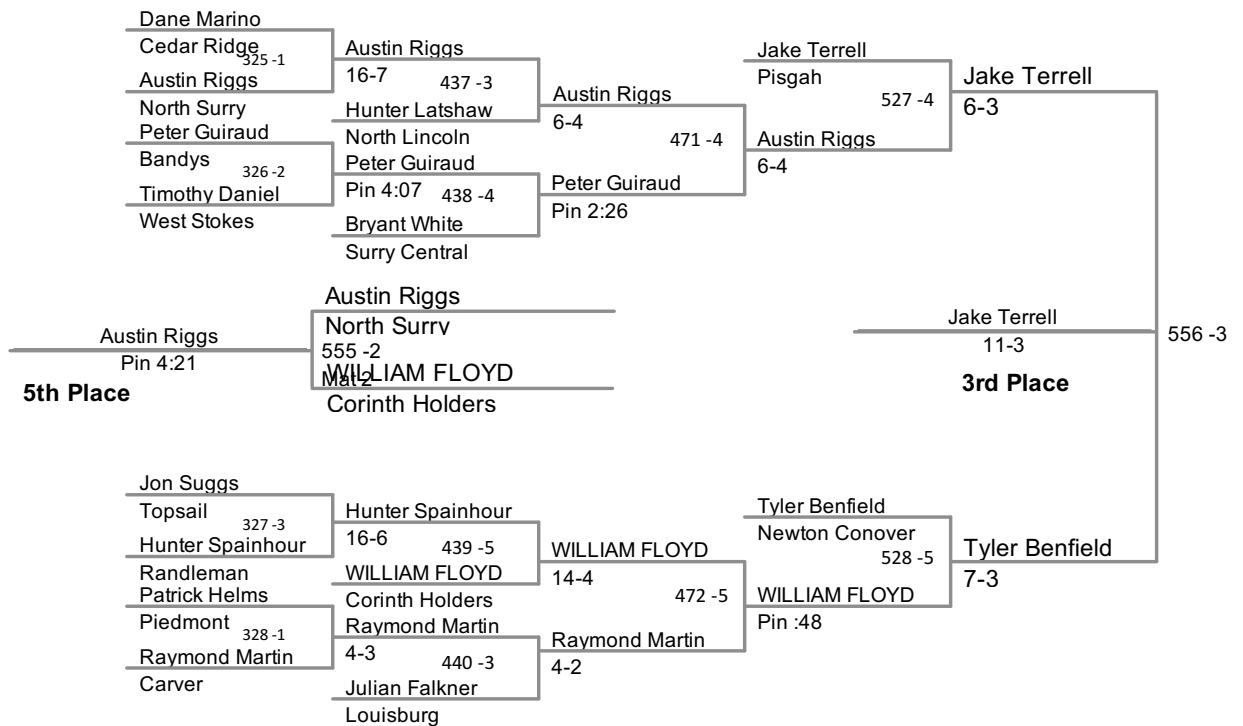 Dane Marino
Cedar Ridge
325 -1
Austin Riggs
North Surry
Peter Guiraud
Bandys
326 -2
Timothy Daniel
West Stokes
Austin Riggs
16-7
437 -3
Hunter Latshaw
North Lincoln
Peter Guiraud
Pin 4:07
438 -4
Bryant White
Surry Central
Austin Riggs
6-4
471 -4
Peter Guiraud
Pin 2:26
Jake Terrell
Pisgah
527 -4
Austin Riggs
6-4
Jake Terrell
6-3
Austin Riggs
North Surry
555 -2
Mat 2
WILLIAM FLOYD
Corinth Holders
Austin Riggs
Pin 4:21
5th Place
Jake Terrell
11-3
3rd Place
556 -3
Jon Suggs
Topsail
327 -3
Hunter Spainhour
Randleman
Patrick Helms
Piedmont
328 -1
Raymond Martin
Carver
Hunter Spainhour
16-6
439 -5
WILLIAM FLOYD
Corinth Holders
Raymond Martin
4-3
440 -3
Julian Falkner
Louisburg
WILLIAM FLOYD
14-4
472 -5
Raymond Martin
4-2
Tyler Benfield
Newton Conover
528 -5
WILLIAM FLOYD
Pin :48
Tyler Benfield
7-3